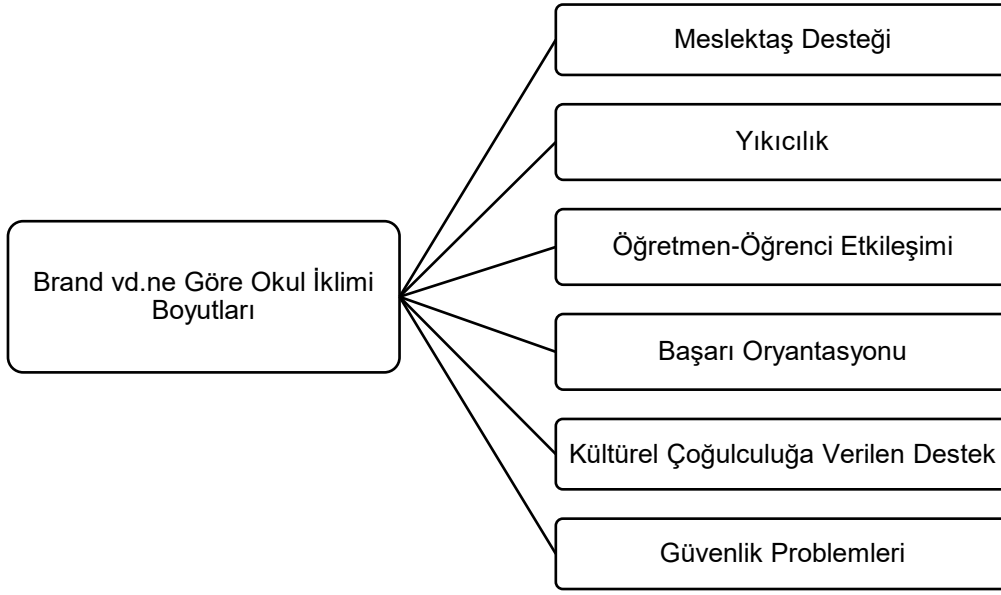 Brand vd.ne Göre Okul İklimi
Boyutları
Meslektaş Desteği
Yıkıcılık
Öğretmen-Öğrenci Etkileşimi
Başarı Oryantasyonu
Kültürel Çoğulculuğa Verilen Destek
Güvenlik Problemleri